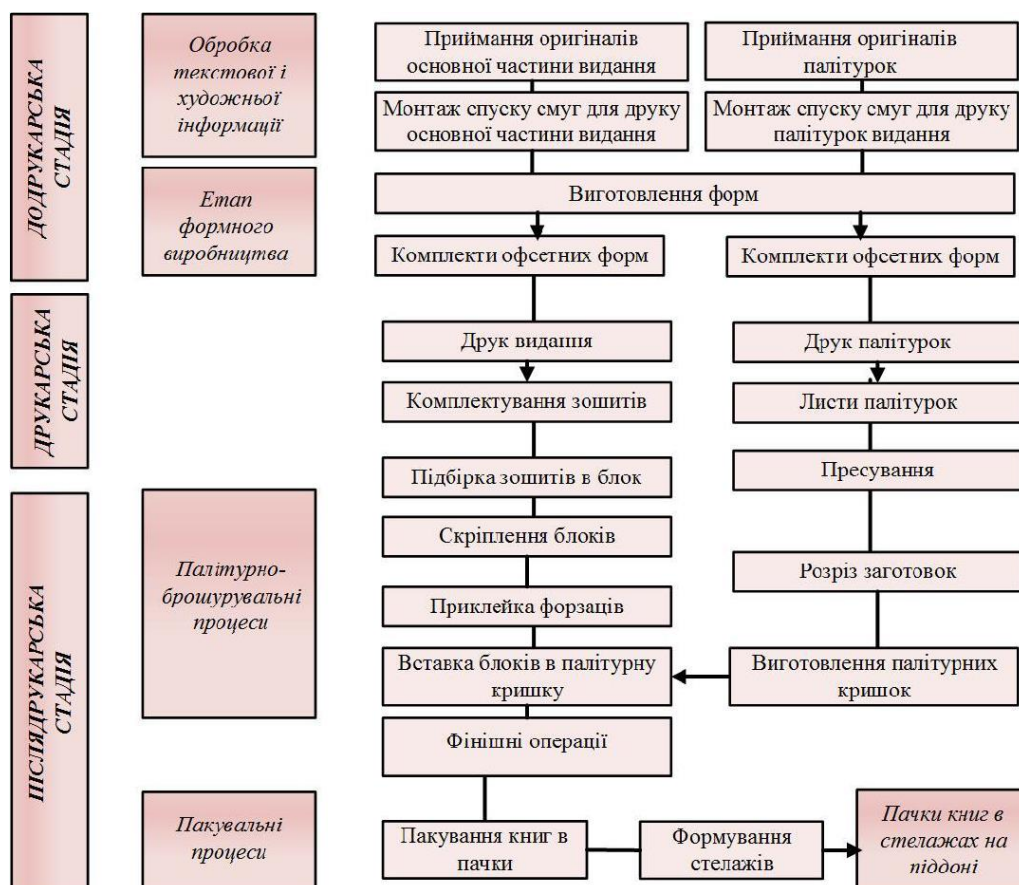 ДОДРУКАРСЬКА
СТАДІЯ
Обробка
текстової і
художньої
інформації
Приймання оригіналів
основної частини видання
Приймання оригіналів
палітурок
Монтаж спуску смуг для друку
основної частини видання
Монтаж спуску смуг для друку
палітурок видання
Етап
формного
виробництва
Виготовлення форм
Комплекти офсетних форм
Комплекти офсетних форм
ДРУКАРСЬКА
СТАДІЯ
Друк видання
Друк палітурок
Комплектування зошитів
Листи палітурок
ПІСЛЯДРУКАРСЬКА
СТАДІЯ
Палітурно-
брошурувальні
процеси
Підбірка зошитів в блок
Пресування
Скріплення блоків
Розріз заготовок
Приклейка форзаців
Вставка блоків в палітурну
кришку
Виготовлення палітурних
кришок
Фінішні операції
Пакувальні
процеси
Пакування книг в
пачки
Формування
стелажів
Пачки книг в
стелажах на
піддоні